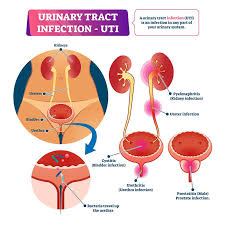 URINARY TRACT
INFECTION - UTI
A urinary tract infection (UTI)
is an infection in any part of
your urinary system.
Kidneys
Ureters
Bladder
Urethra
Bacteria travel up
the urethra
Pyelonephritis
(Kidney infection)
Ureter infection
Cystitis
(Bladder infection)
Urethritis
(Urethra infection)
Prostatitis (Male)
Prostate infection.